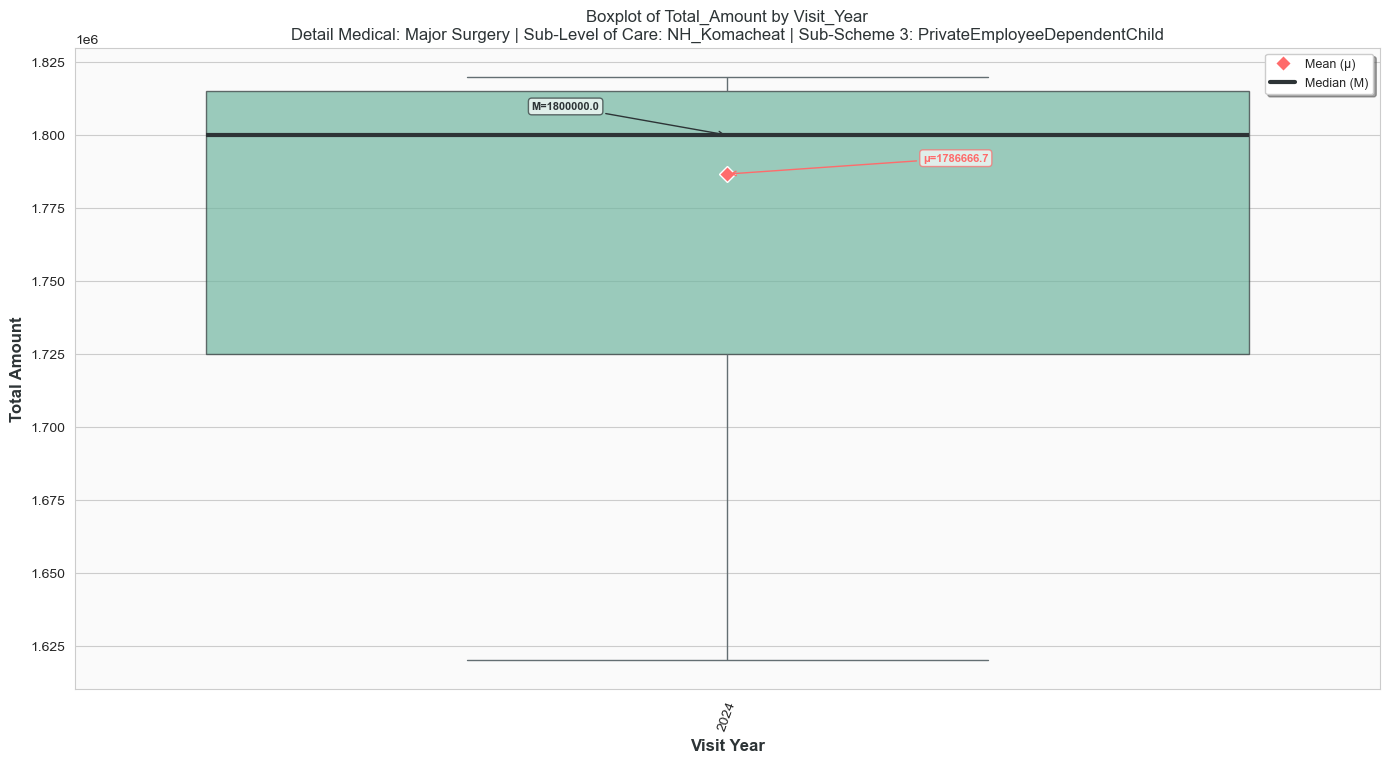 Boxplot of Total_Amount by Visit_Year
Detail Medical: Major Surgery | Sub-Level of Care: NH_Komacheat | Sub-Scheme 3: PrivateEmployeeDependentChild
1e6
1.825
1.800
1.775
1.750
1.725
1.700
1.675
1.650
1.625
Total Amount
Mean (μ)
Median (M)
M=1800000.0
μ=1786666.7
2024
Visit Year